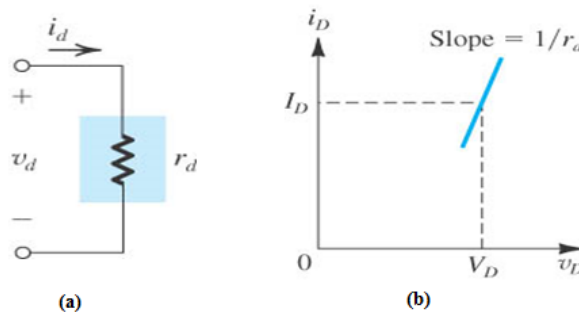 i_d
+
v_d
r_d
−
(a)
i_D
Slope = 1/r_d
I_D
0
V_D
v_D
(b)